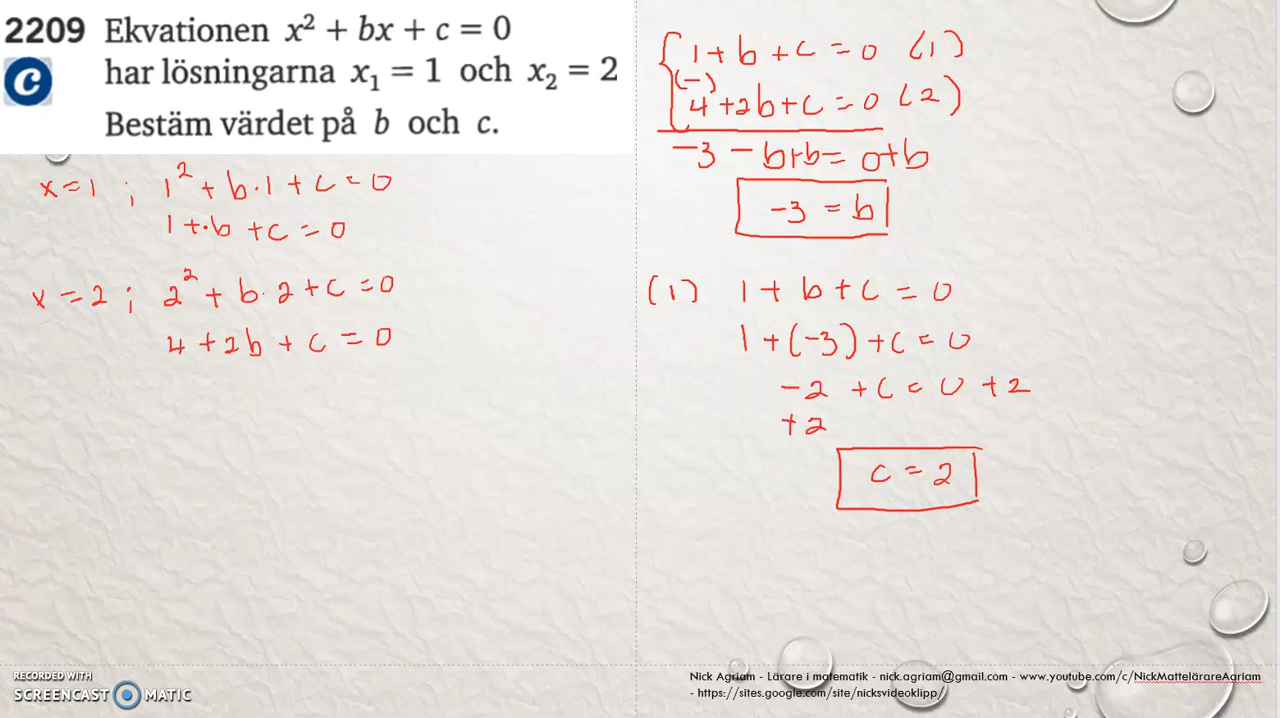 2209 Ekvationen x² + bx + c = 0
C har lösningarna x₁ = 1 och x₂ = 2
Bestäm värdet på b och c.
x = 1 ; 1² + b · 1 + c = 0
1 + · b + c = 0
x = 2 ; 2² + b · 2 + c = 0
4 + 2b + c = 0
{ 1 + b + c = 0 (1)
(-)
4 + 2b + c = 0 (2)
-3 - b + b = 0 + b
-3 = b
(1) 1 + b + c = 0
1 + (-3) + c = 0
-2 + c = 0 + 2
+2
c = 2
RECORDED WITH
SCREENCAST MATIC
Nick Agriam - Lärare i matematik - nick.agriam@gmail.com - www.youtube.com/c/NickMattelärareAgriam
- https://sites.google.com/site/nicksvideoklipp/